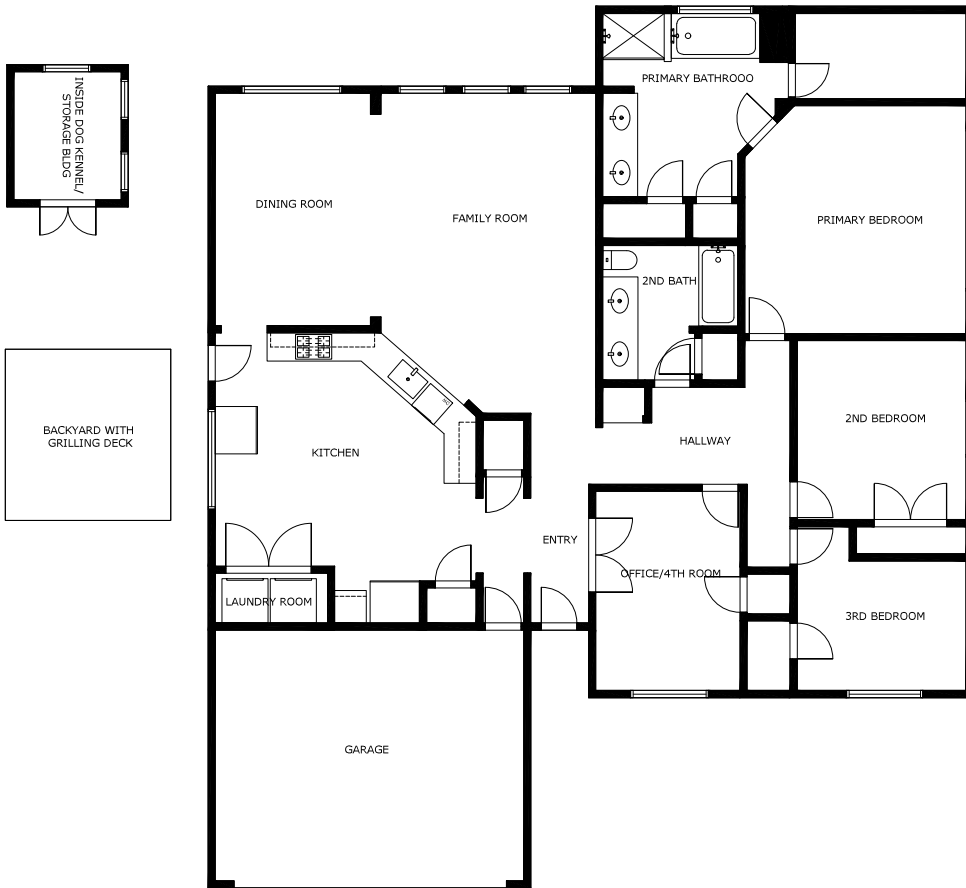 PRIMARY BATHROOO
INSIDE DOG KENNEL/
STORAGE BLDG
DINING ROOM
FAMILY ROOM
PRIMARY BEDROOM
2ND BATH
BACKYARD WITH
GRILLING DECK
KITCHEN
HALLWAY
2ND BEDROOM
ENTRY
OFFICE/4TH ROOM
LAUNDRY ROOM
3RD BEDROOM
GARAGE